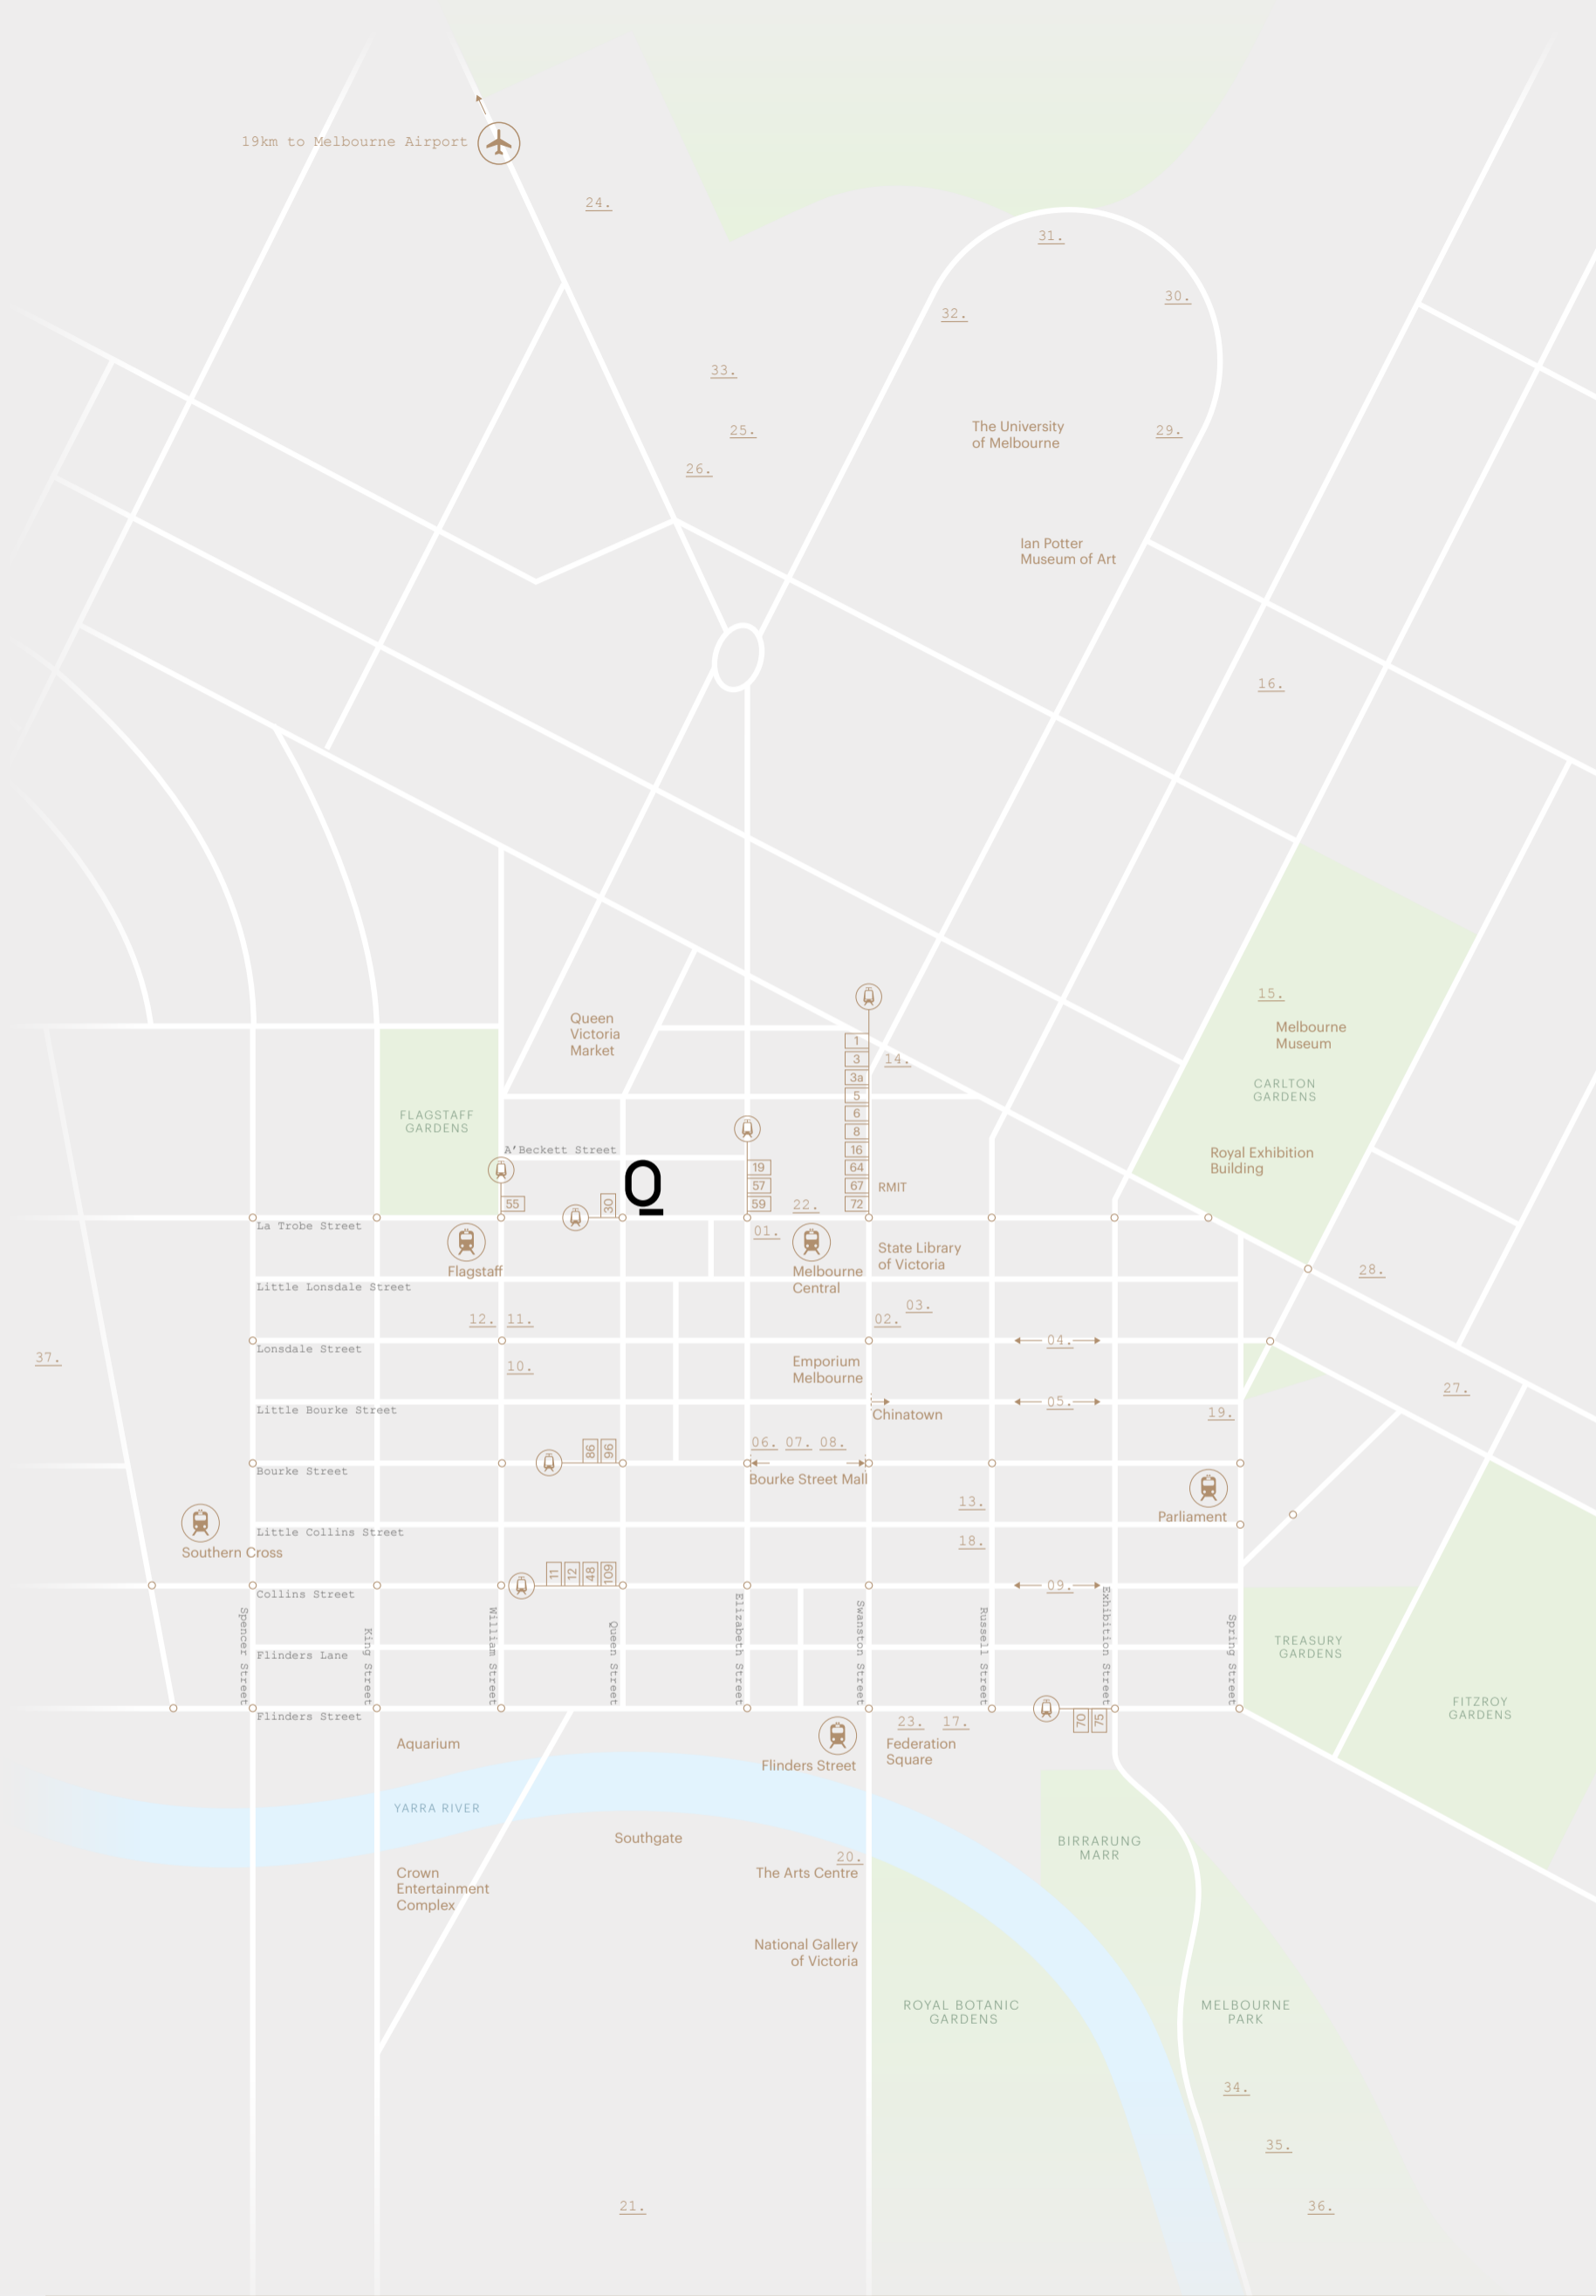 19km to Melbourne Airport
24.
31.
30.
32.
33.
25.
26.
The University
of Melbourne
29.
Ian Potter
Museum of Art
16.
15.
Queen
Victoria
Market
Melbourne
Museum
1
3
3a
5
6
8
16
64
67
72
14.
CARLTON
GARDENS
FLAGSTAFF
GARDENS
A'Beckett Street
Royal Exhibition
Building
Q
19
57
59
55
30
RMIT
22.
La Trobe Street
01.
Flagstaff
Melbourne
Central
State Library
of Victoria
28.
Little Lonsdale Street
12.
11.
02.
03.
04.
Lonsdale Street
37.
10.
Emporium
Melbourne
27.
Little Bourke Street
05.
Chinatown
19.
86
96
06.
07.
08.
Bourke Street
Bourke Street Mall
Parliament
13.
Little Collins Street
18.
Southern Cross
11
12
48
109
09.
Collins Street
Spencer Street
King Street
William Street
Queen Street
Elizabeth Street
Swanston Street
Russell Street
Exhibition Street
Spring Street
Flinders Lane
TREASURY
GARDENS
FITZROY
GARDENS
Flinders Street
70
75
23.
17.
Aquarium
Flinders Street
Federation
Square
YARRA RIVER
Southgate
BIRRARUNG
MARR
20.
The Arts Centre
Crown
Entertainment
Complex
National Gallery
of Victoria
ROYAL BOTANIC
GARDENS
MELBOURNE
PARK
34.
35.
21.
36.